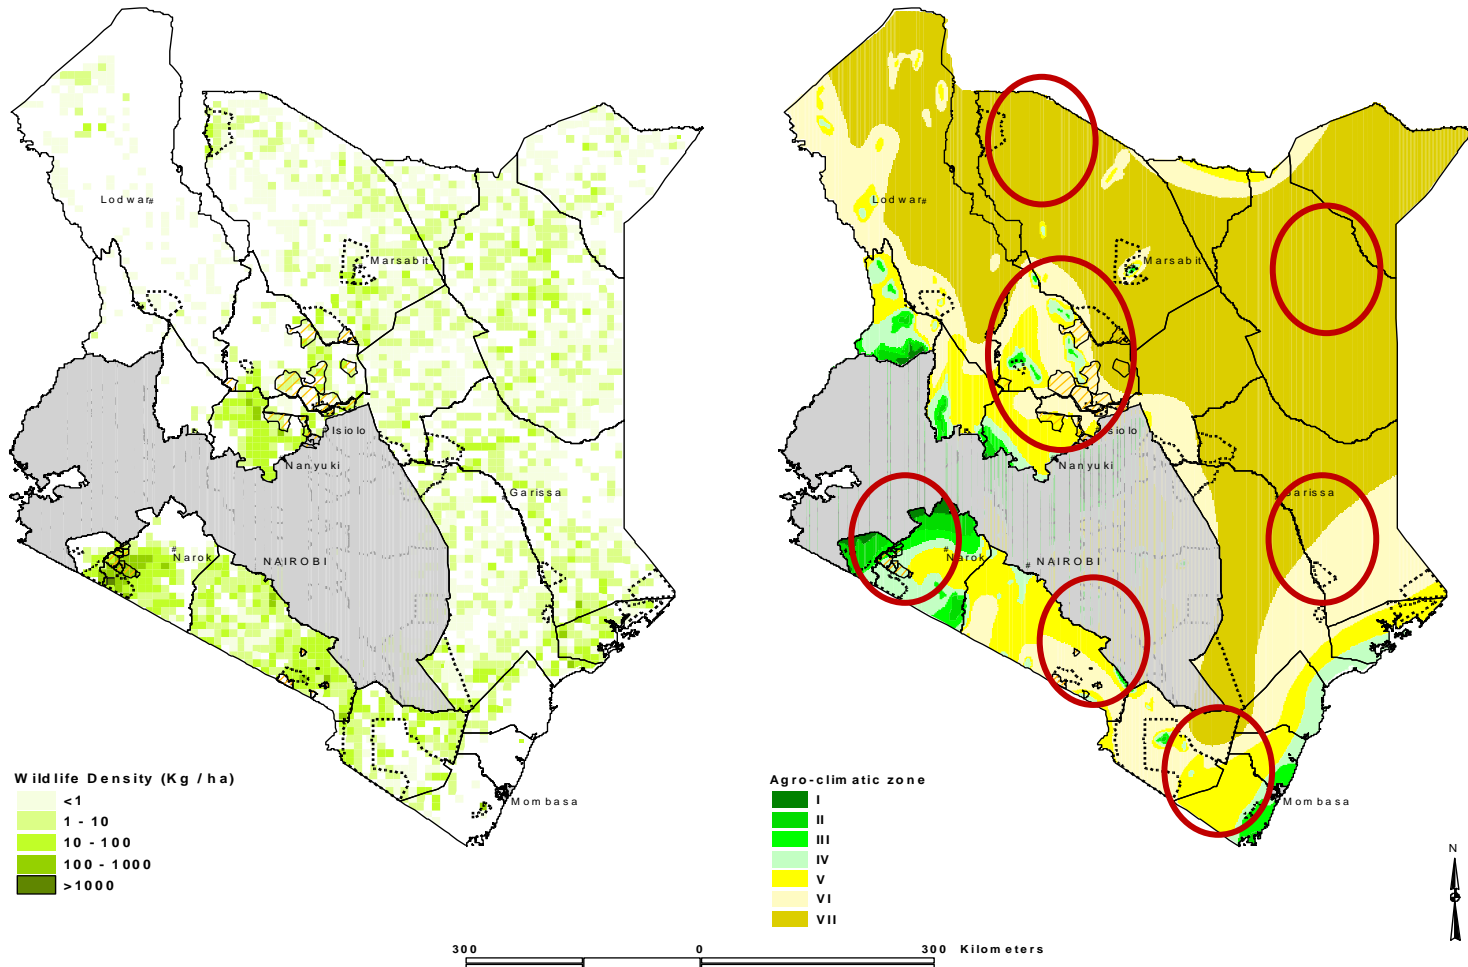 Lodwar
Marsabit
Isiolo
Nanyuki
Garissa
Narok
NAIROBI
Mombasa
Wildlife Density (Kg / ha)
<1
1 - 10
10 - 100
100 - 1000
>1000
Lodwar
Marsabit
Isiolo
Nanyuki
Garissa
Narok
NAIROBI
Mombasa
Agro-climatic zone
I
II
III
IV
V
VI
VII
N
300 0 300 Kilometers